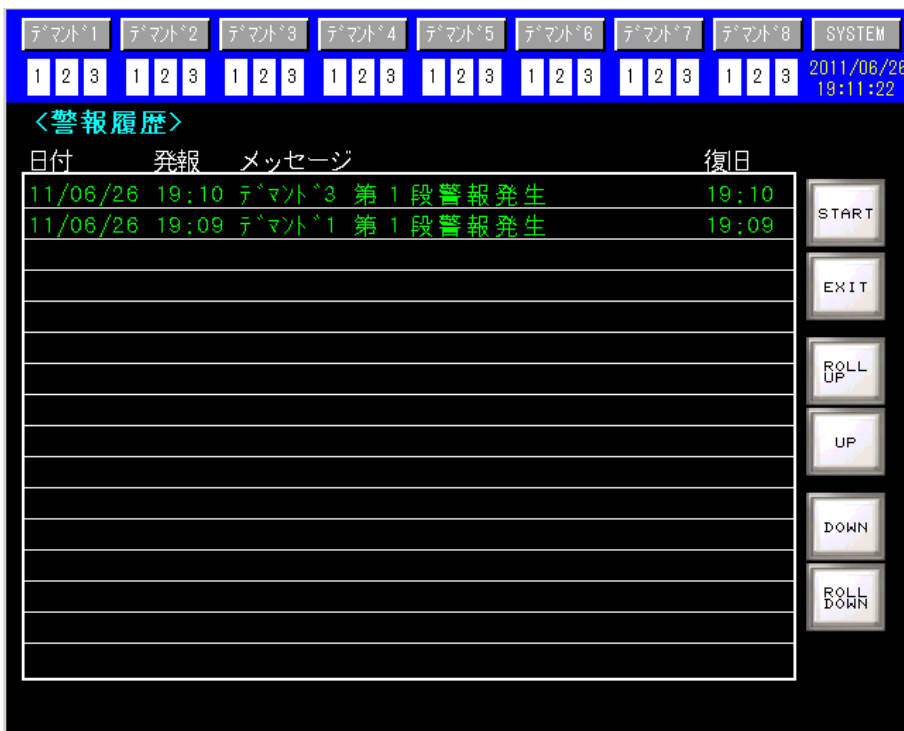 ﾃﾞﾏﾝﾄﾞ1 ﾃﾞﾏﾝﾄﾞ2 ﾃﾞﾏﾝﾄﾞ3 ﾃﾞﾏﾝﾄﾞ4 ﾃﾞﾏﾝﾄﾞ5 ﾃﾞﾏﾝﾄﾞ6 ﾃﾞﾏﾝﾄﾞ7 ﾃﾞﾏﾝﾄﾞ8 SYSTEM
1 2 3 1 2 3 1 2 3 1 2 3 1 2 3 1 2 3 1 2 3 1 2 3 2011/06/26
19:11:22
<警報履歴>
日付 発報 メッセージ 復旧
11/06/26 19:10 ﾃﾞﾏﾝﾄﾞ3 第1段警報発生 19:10
11/06/26 19:09 ﾃﾞﾏﾝﾄﾞ1 第1段警報発生 19:09
START
EXIT
ROLL
UP
UP
DOWN
ROLL
DOWN